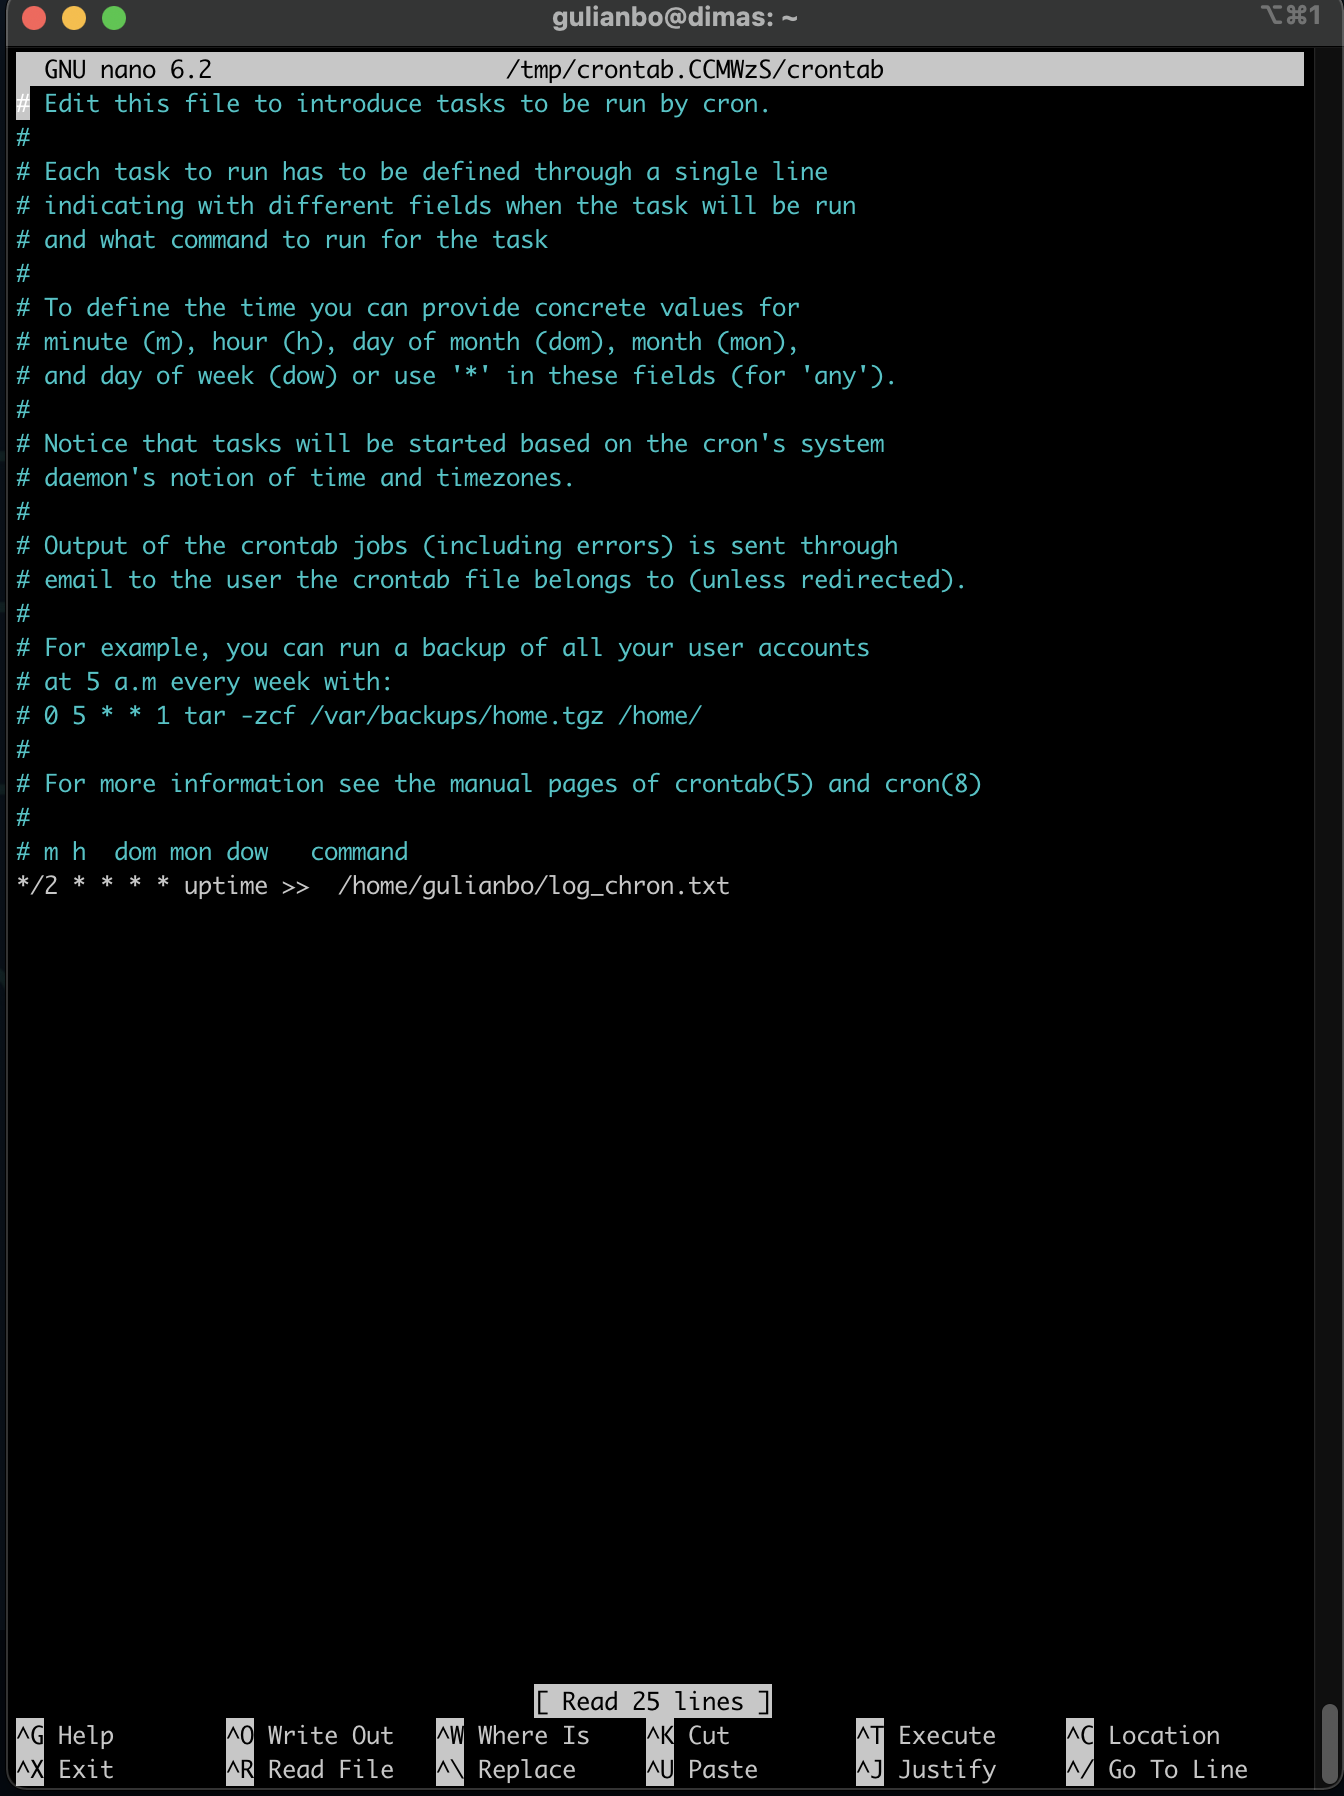 gulianbo@dimas: ~ ⌥⌘1
GNU nano 6.2 /tmp/crontab.CCMWzS/crontab
# Edit this file to introduce tasks to be run by cron.
#
# Each task to run has to be defined through a single line
# indicating with different fields when the task will be run
# and what command to run for the task
#
# To define the time you can provide concrete values for
# minute (m), hour (h), day of month (dom), month (mon),
# and day of week (dow) or use '*' in these fields (for 'any').
#
# Notice that tasks will be started based on the cron's system
# daemon's notion of time and timezones.
#
# Output of the crontab jobs (including errors) is sent through
# email to the user the crontab file belongs to (unless redirected).
#
# For example, you can run a backup of all your user accounts
# at 5 a.m every week with:
# 0 5 * * 1 tar -zcf /var/backups/home.tgz /home/
#
# For more information see the manual pages of crontab(5) and cron(8)
#
# m h  dom mon dow   command
*/2 * * * * uptime >>  /home/gulianbo/log_chron.txt
[ Read 25 lines ]
^G Help ^O Write Out ^W Where Is ^K Cut ^T Execute ^C Location
^X Exit ^R Read File ^\ Replace ^U Paste ^J Justify ^/ Go To Line